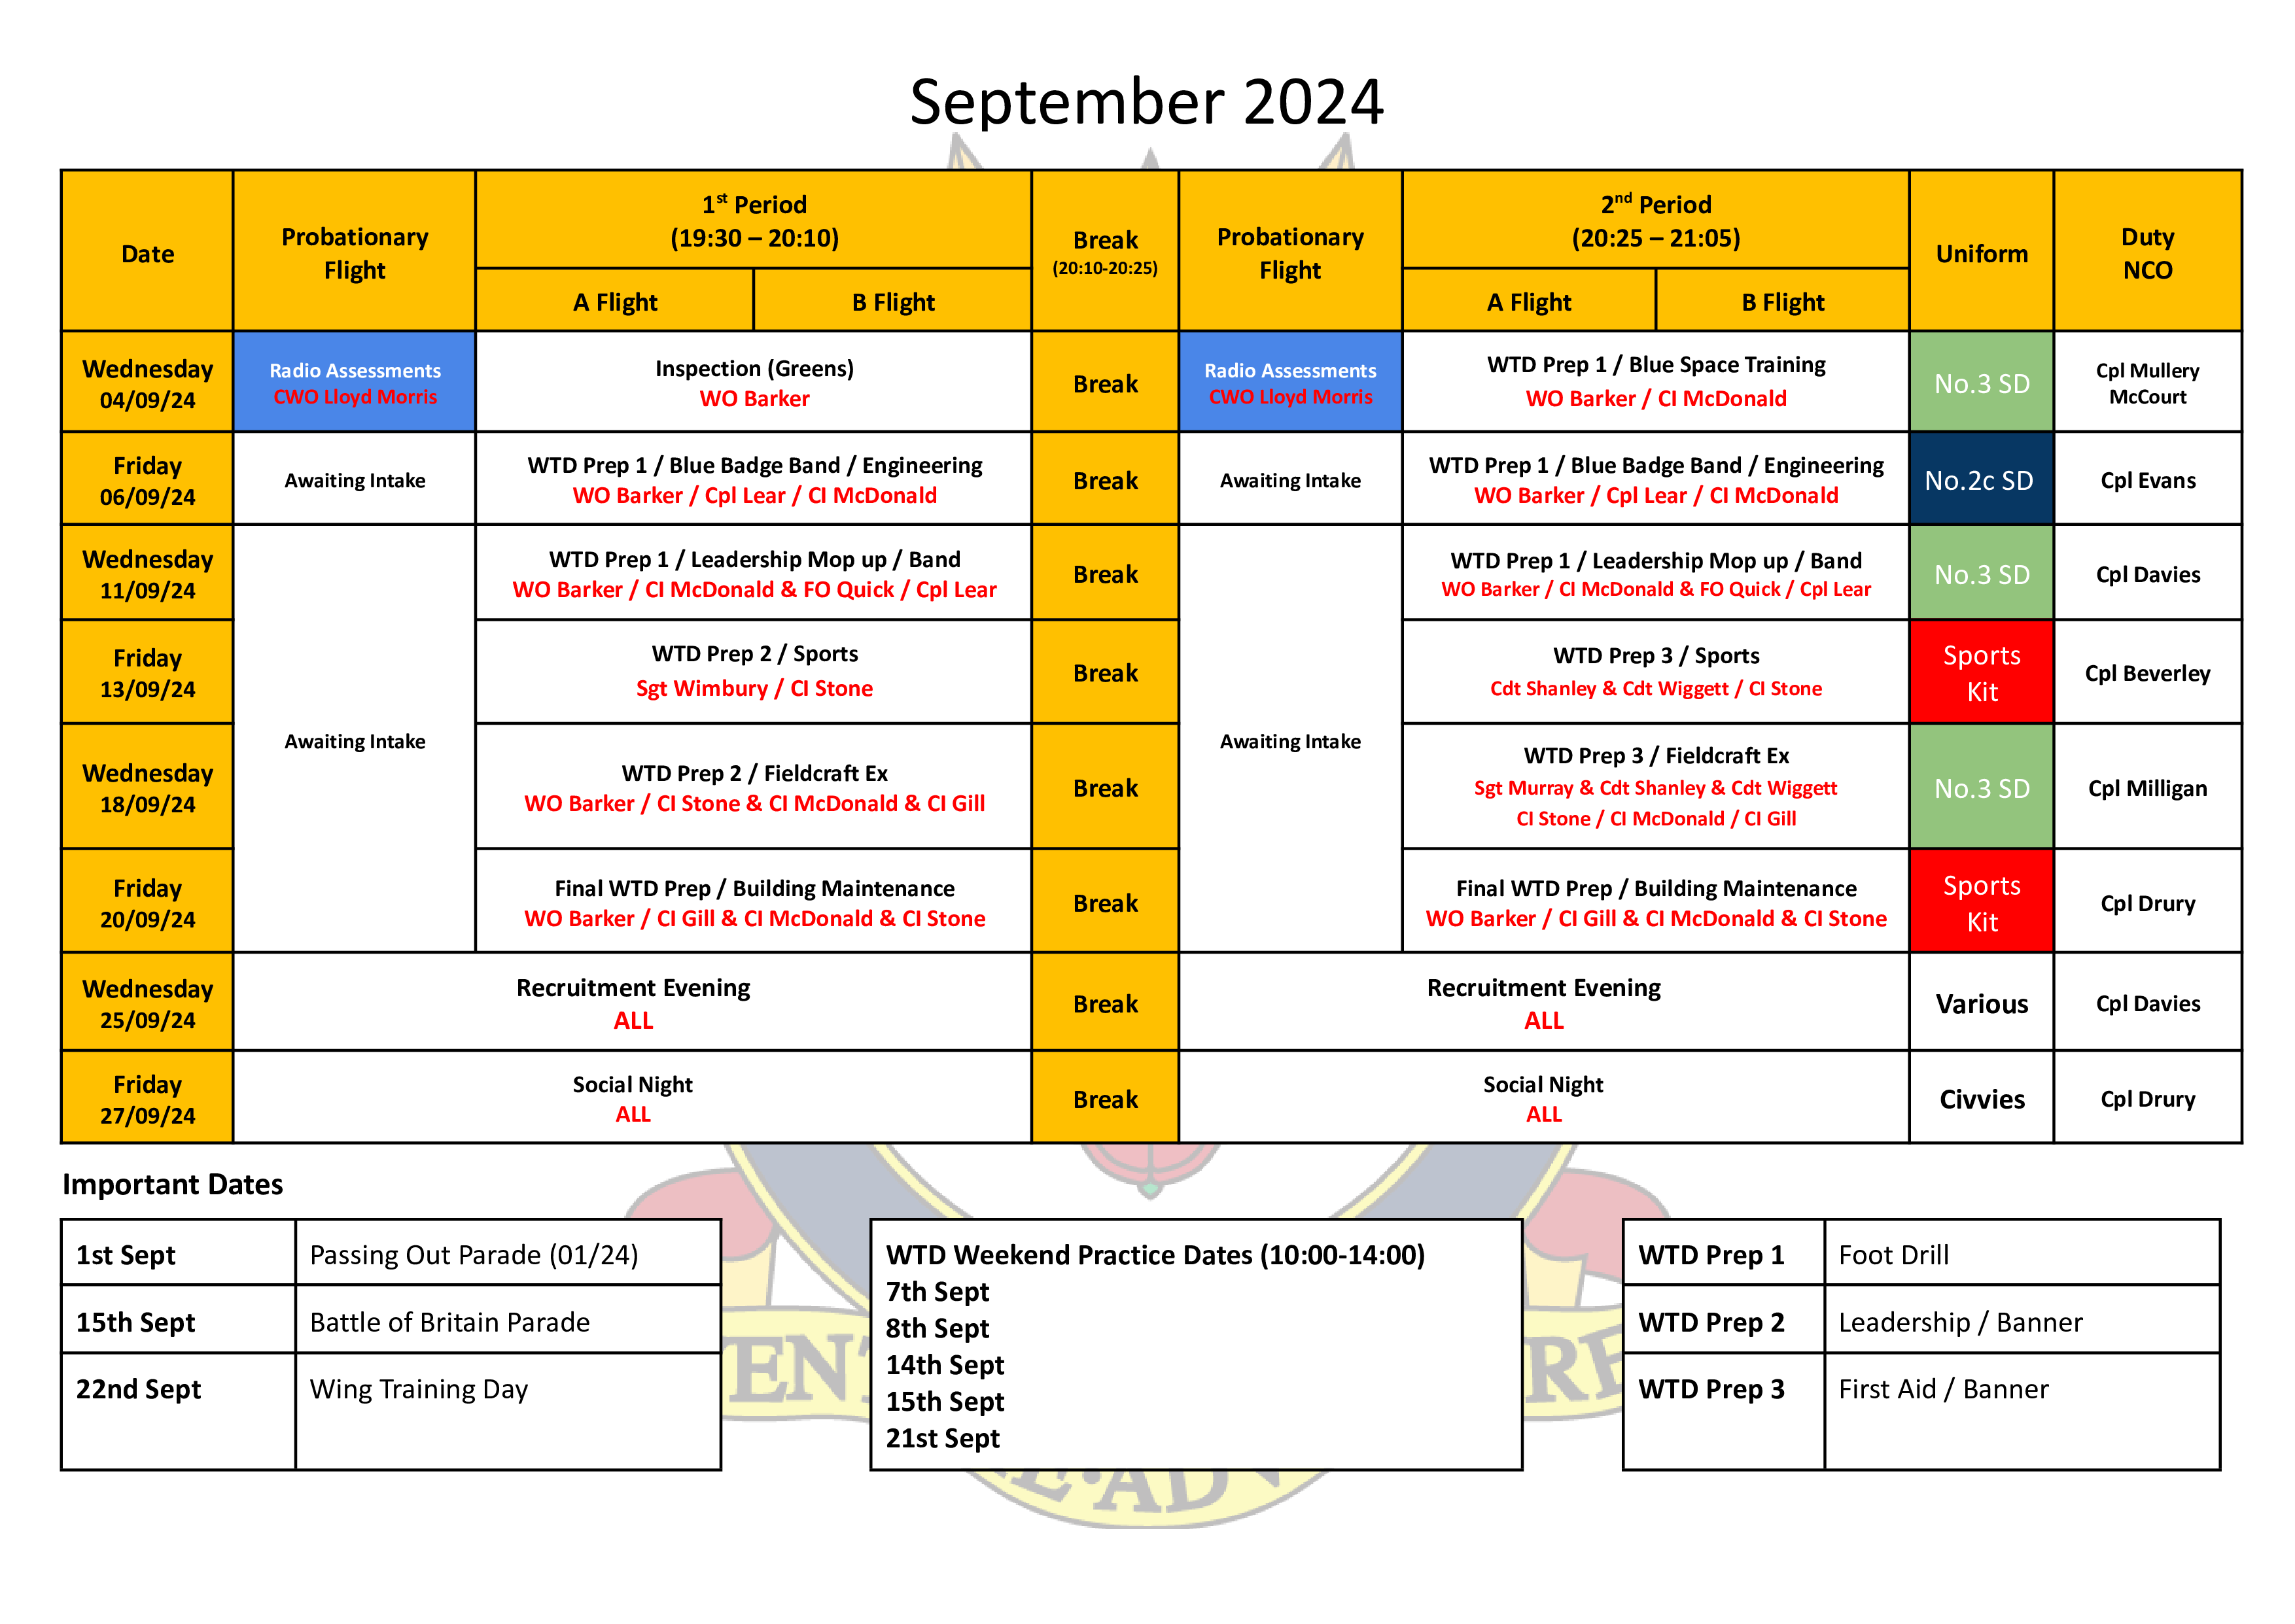 September 2024
Date
Probationary
Flight
1st Period
(19:30 – 20:10)
A Flight
B Flight
Break
(20:10-20:25)
Probationary
Flight
2nd Period
(20:25 – 21:05)
A Flight
B Flight
Uniform
Duty
NCO
Wednesday
04/09/24
Radio Assessments
CWO Lloyd Morris
Inspection (Greens)
WO Barker
Break
Radio Assessments
CWO Lloyd Morris
WTD Prep 1 / Blue Space Training
WO Barker / CI McDonald
No.3 SD
Cpl Mullery
McCourt
Friday
06/09/24
Awaiting Intake
WTD Prep 1 / Blue Badge Band / Engineering
WO Barker / Cpl Lear / CI McDonald
Break
Awaiting Intake
WTD Prep 1 / Blue Badge Band / Engineering
WO Barker / Cpl Lear / CI McDonald
No.2c SD
Cpl Evans
Wednesday
11/09/24
Awaiting Intake
WTD Prep 1 / Leadership Mop up / Band
WO Barker / CI McDonald & FO Quick / Cpl Lear
Break
Awaiting Intake
WTD Prep 1 / Leadership Mop up / Band
WO Barker / CI McDonald & FO Quick / Cpl Lear
No.3 SD
Cpl Davies
Friday
13/09/24
WTD Prep 2 / Sports
Sgt Wimbury / CI Stone
Break
WTD Prep 3 / Sports
Cdt Shanley & Cdt Wiggett / CI Stone
Sports
Kit
Cpl Beverley
Wednesday
18/09/24
WTD Prep 2 / Fieldcraft Ex
WO Barker / CI Stone & CI McDonald & CI Gill
Break
WTD Prep 3 / Fieldcraft Ex
Sgt Murray & Cdt Shanley & Cdt Wiggett
CI Stone / CI McDonald / CI Gill
No.3 SD
Cpl Milligan
Friday
20/09/24
Final WTD Prep / Building Maintenance
WO Barker / CI Gill & CI McDonald & CI Stone
Break
Final WTD Prep / Building Maintenance
WO Barker / CI Gill & CI McDonald & CI Stone
Sports
Kit
Cpl Drury
Wednesday
25/09/24
Recruitment Evening
ALL
Break
Recruitment Evening
ALL
Various
Cpl Davies
Friday
27/09/24
Social Night
ALL
Break
Social Night
ALL
Civvies
Cpl Drury
Important Dates
1st Sept
Passing Out Parade (01/24)
15th Sept
Battle of Britain Parade
22nd Sept
Wing Training Day
WTD Weekend Practice Dates (10:00-14:00)
7th Sept
8th Sept
14th Sept
15th Sept
21st Sept
WTD Prep 1
Foot Drill
WTD Prep 2
Leadership / Banner
WTD Prep 3
First Aid / Banner